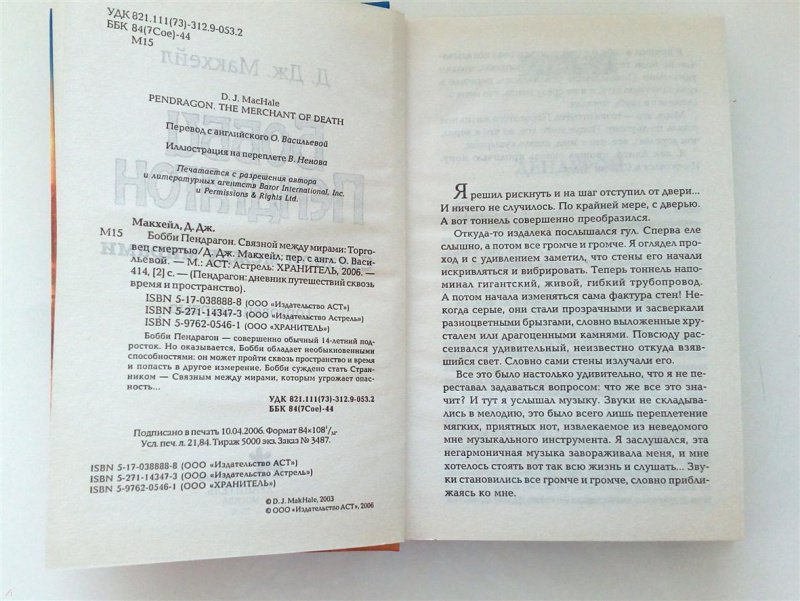 УДК 821.111(73)-312.9-053.2
ББК 84(7Сое)-44
М15
D. J. MacHale
PENDRAGON. THE MERCHANT OF DEATH
Перевод с английского О. Васильевой
Иллюстрация на переплете В. Ненова
Печатается с разрешения автора
и литературных агентств Baror International, Inc.
и Permissions & Rights Ltd.
Макхейл, Д. Дж.
М15 Бобби Пендрагон. Связной между мирами: Торго-
вец смертью/Д. Дж. Макхейл; пер. с англ. О. Васи-
льевой. — М.: АСТ: Астрель: ХРАНИТЕЛЬ, 2006. —
414, [2] с. — (Пендрагон: дневник путешествий сквозь
время и пространство).
ISBN 5-17-038888-8 (ООО «Издательство АСТ»)
ISBN 5-271-14347-3 (ООО «Издательство Астрель»)
ISBN 5-9762-0546-1 (ООО «ХРАНИТЕЛЬ»)
Бобби Пендрагон — совершенно обычный 14-летний под-
росток. Но оказывается, Бобби обладает необыкновенными
способностями: он может пройти сквозь пространство и время
и попасть в другое измерение. Бобби суждено стать Стран-
ником — Связным между мирами, которым угрожает опас-
ность...
УДК 821.111(73)-312.9-053.2
ББК 84(7Сое)-44
Подписано в печать 10.04.2006. Формат 84×108 1/32.
Усл. печ. л. 21,84. Тираж 5000 экз. Заказ № 3487.
ISBN 5-17-038888-8 (ООО «Издательство АСТ»)
ISBN 5-271-14347-3 (ООО «Издательство Астрель»)
ISBN 5-9762-0546-1 (ООО «ХРАНИТЕЛЬ»)
© D. J. MakHale, 2003
© ООО «Издательство АСТ», 2006
Я решил рискнуть и на шаг отступил от двери...
И ничего не случилось. По крайней мере, с дверью.
А вот тоннель совершенно преобразился.
Откуда-то издалека послышался гул. Сперва еле
слышно, а потом все громче и громче. Я оглядел про-
ход и с удивлением заметил, что стены его начали
искривляться и вибрировать. Теперь тоннель напо-
минал гигантский, живой, гибкий трубопровод.
А потом начала изменяться сама фактура стен! Не-
когда серые, они стали прозрачными и засверкали
разноцветными брызгами, словно выложенные хру-
сталем или драгоценными камнями. Повсюду рас-
сеивался удивительный, неизвестно откуда взяв-
шийся свет. Словно сами стены излучали его.
Все это было настолько удивительно, что я не пе-
реставал задаваться вопросом: что же все это зна-
чит? И тут я услышал музыку. Звуки не складыва-
лись в мелодию, это было всего лишь переплетение
мягких, приятных нот, извлекаемое из неведомого
мне музыкального инструмента. Я заслушался, эта
негармоничная музыка завораживала меня, и мне
хотелось стоять вот так всю жизнь и слушать... Зву-
ки становились все громче и громче, словно прибли-
жаясь ко мне.